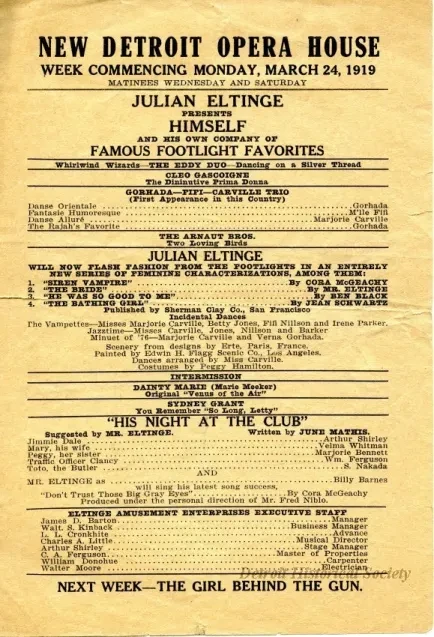 NEW DETROIT OPERA HOUSE
WEEK COMMENCING MONDAY, MARCH 24, 1919
MATINEES WEDNESDAY AND SATURDAY
JULIAN ELTINGE
PRESENTS
HIMSELF
AND HIS OWN COMPANY OF
FAMOUS FOOTLIGHT FAVORITES
Whirlwind Wizards—THE EDDY DUO—Dancing on a Silver Thread
CLEO GASCOIGNE
The Diminutive Prima Donna
GORHADA—FIFI—CARVILLE TRIO
(First Appearance in this Country)
Danse Orientale Gorhada
Fantasie Humoresque M'lle Fifi
Danse Allure Marjorie Carville
The Rajah's Favorite Gorhada
THE ARNAUT BROS.
Two Loving Birds
JULIAN ELTINGE
WILL NOW FLASH FASHION FROM THE FOOTLIGHTS IN AN ENTIRELY
NEW SERIES OF FEMININE CHARACTERIZATIONS, AMONG THEM:
1. "SIREN VAMPIRE" By CORA McGEACHY
2. "THE BRIDE" By MR. ELTINGE
3. "HE WAS SO GOOD TO ME" By BEN BLACK
4. "THE BATHING GIRL" By JEAN SCHWARTZ
Published by Sherman Clay Co., San Francisco
Incidental Dances
The Vampettes—Misses Marjorie Carville, Betty Jones, Fifi Nillson and Irene Parker.
Jazztime—Misses Carville, Jones, Nillson and Barker
Minuet of '76—Marjorie Carville and Verna Gorhada.
Scenery from designs by Erte, Paris, France.
Painted by Edwin H. Flagg Scenic Co., Los Angeles.
Dances arranged by Miss Carville.
Costumes by Peggy Hamilton.
INTERMISSION
DAINTY MARIE (Marie Meeker)
Original "Venus of the Air"
SYDNEY GRANT
You Remember "So Long, Letty"
"HIS NIGHT AT THE CLUB"
Suggested by MR. ELTINGE. Written by JUNE MATHIS.
Jimmie Dale Arthur Shirley
Mary, his wife Velma Whitman
Peggy, her sister Marjorie Bennett
Traffic Officer Clancy Wm. Ferguson
Toto, the Butler S. Nakada
AND
MR. ELTINGE as Billy Barnes
will sing his latest song success,
"Don't Trust Those Big Gray Eyes" By Cora McGeachy
Produced under the personal direction of Mr. Fred Niblo.
ELTINGE AMUSEMENT ENTERPRISES EXECUTIVE STAFF
James D. Barton Manager
Walt. S. Kinback Business Manager
L. L. Cronkhite Advance
Charles A. Little Musical Director
Arthur Shirley Stage Manager
C. A. Ferguson Master of Properties
William Donohue Carpenter
Walter Moore Electrician
Detroit Historical Society
NEXT WEEK—THE GIRL BEHIND THE GUN.